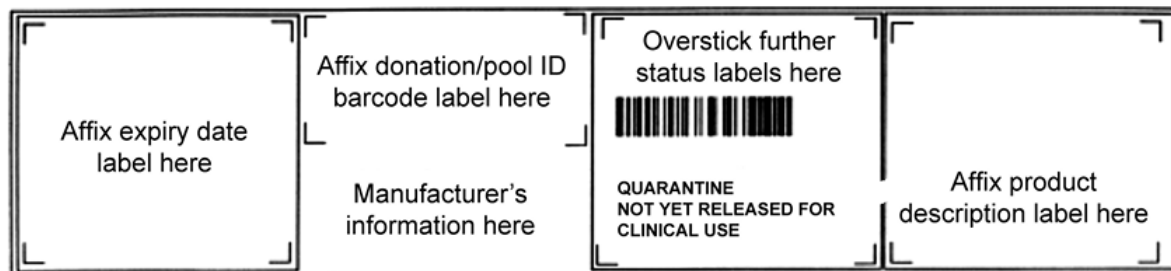 Affix expiry date
label here
Affix donation/pool ID
barcode label here
Manufacturer’s
information here
Overstick further
status labels here
QUARANTINE
NOT YET RELEASED FOR
CLINICAL USE
Affix product
description label here